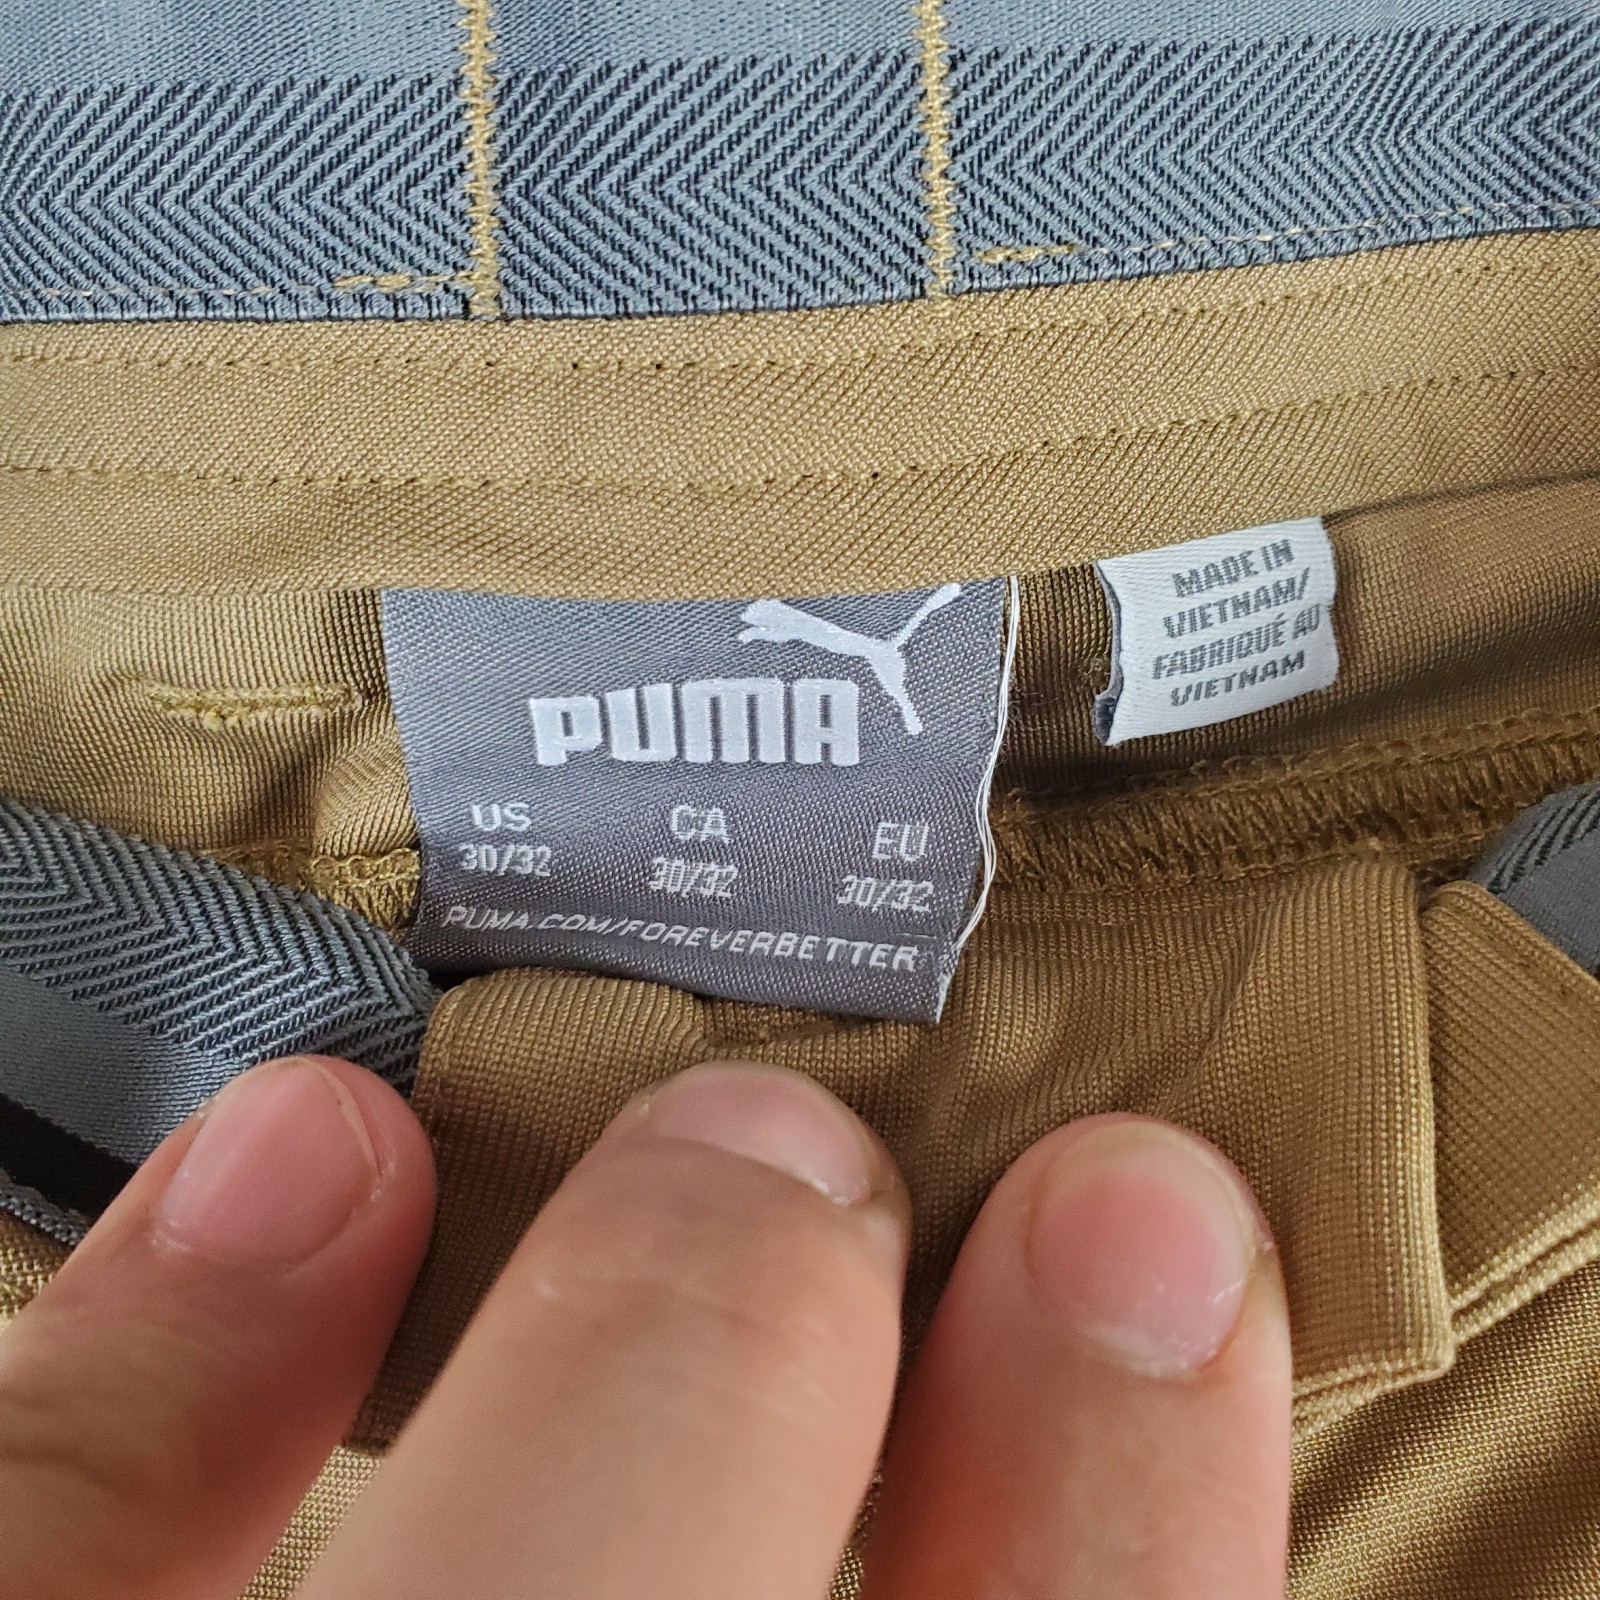 PUMA
US CA EU
30/32 30/32 30/32
PUMA.COM/FOREVERBETTER
MADE IN
VIETNAM/
FABRIQUÉ AU
VIETNAM